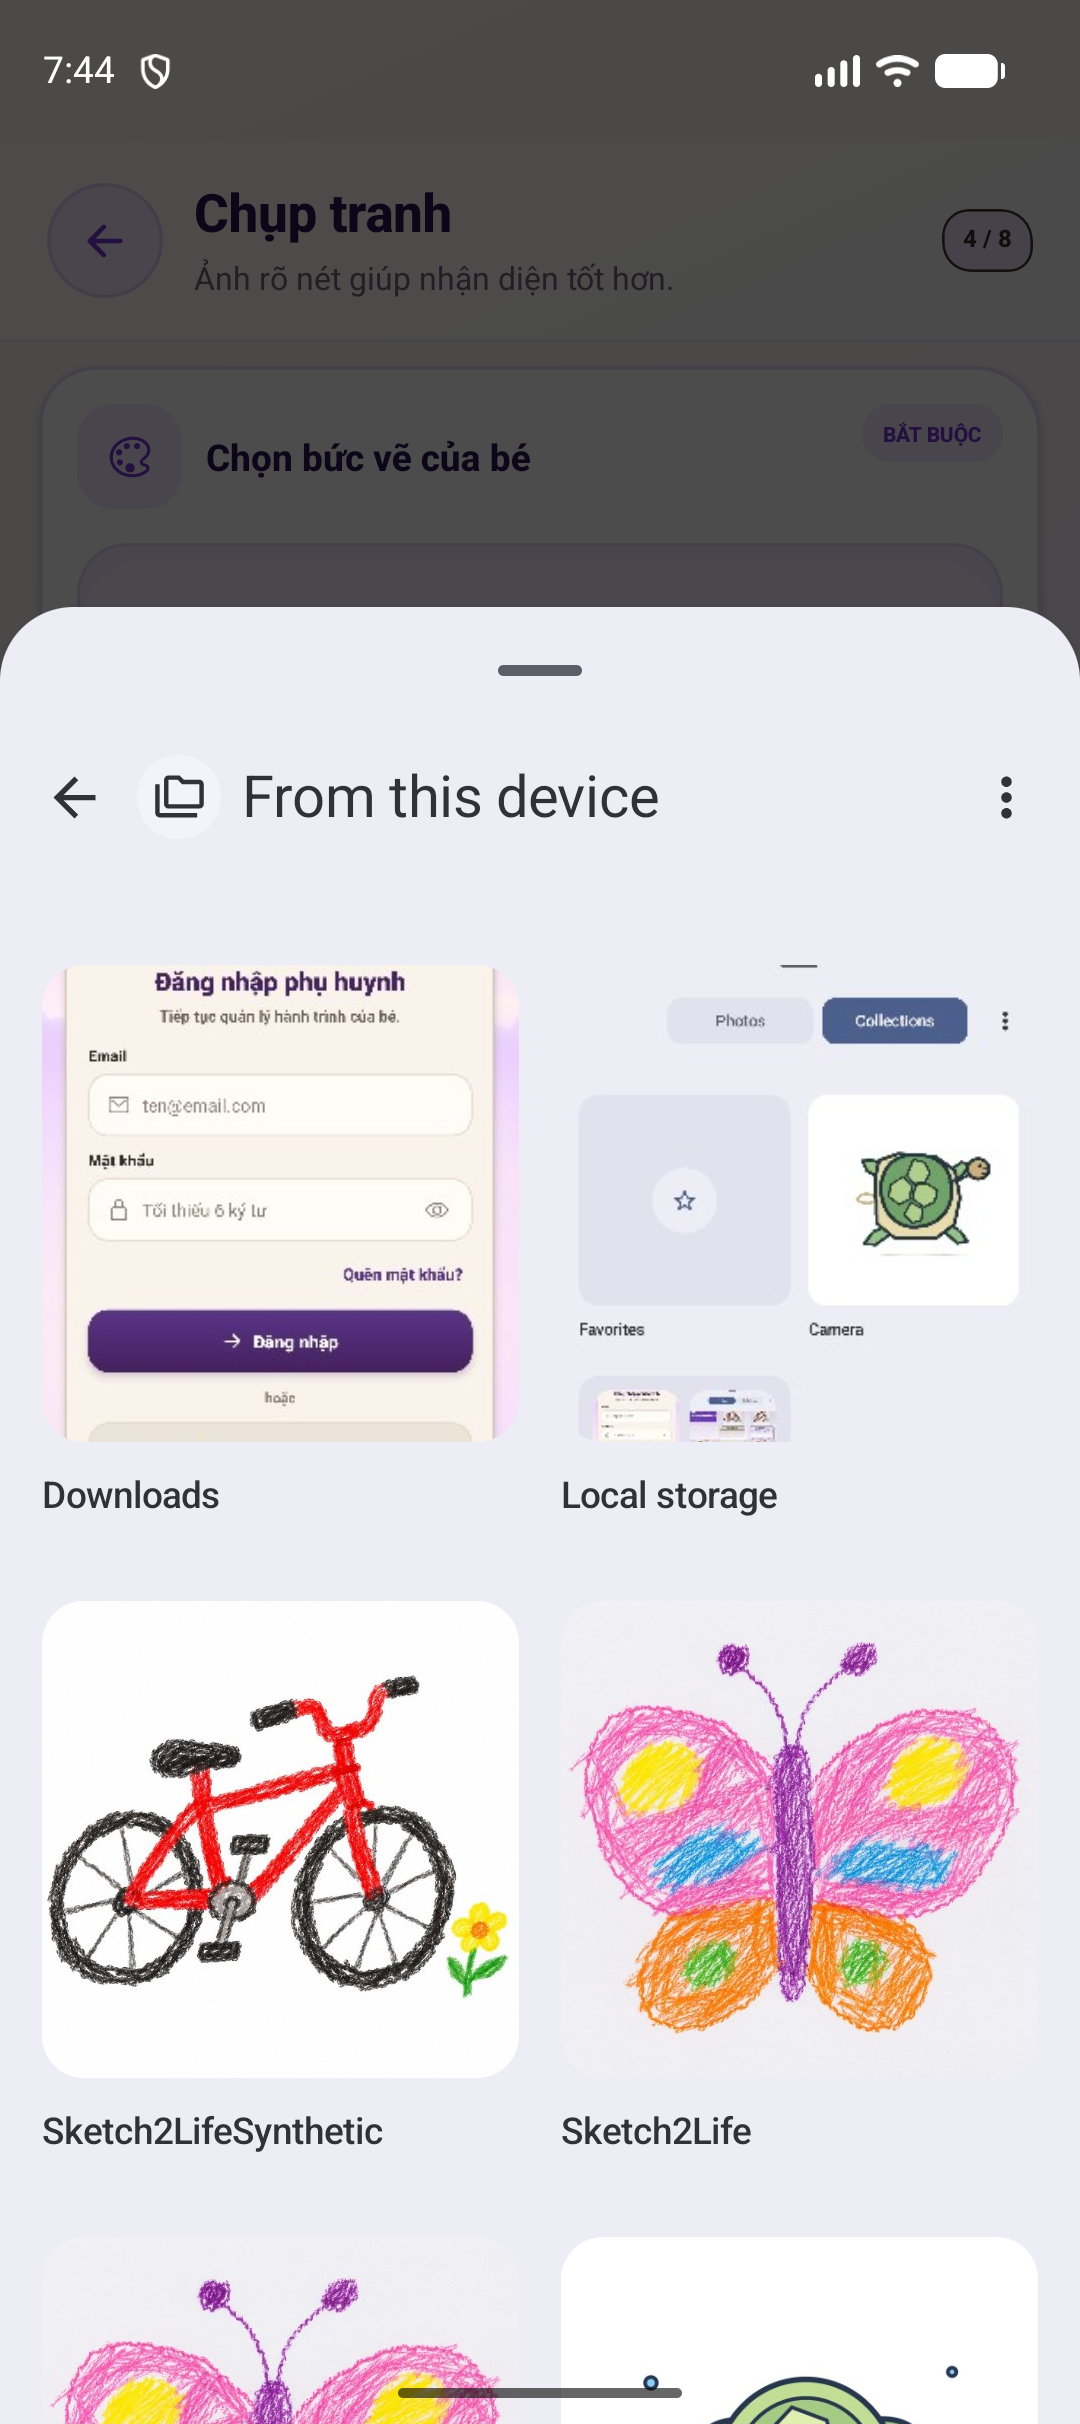 7:44
Chụp tranh
Ảnh rõ nét giúp nhận diện tốt hơn.
4 / 8
Chọn bức vẽ của bé
BẮT BUỘC
From this device
Đăng nhập phụ huynh
Tiếp tục quản lý hành trình của bé.
Email
ten@email.com
Mật khẩu
Tối thiểu 6 ký tự
Quên mật khẩu?
Đăng nhập
hoặc
Photos
Collections
Favorites
Camera
Downloads
Local storage
Sketch2LifeSynthetic
Sketch2Life